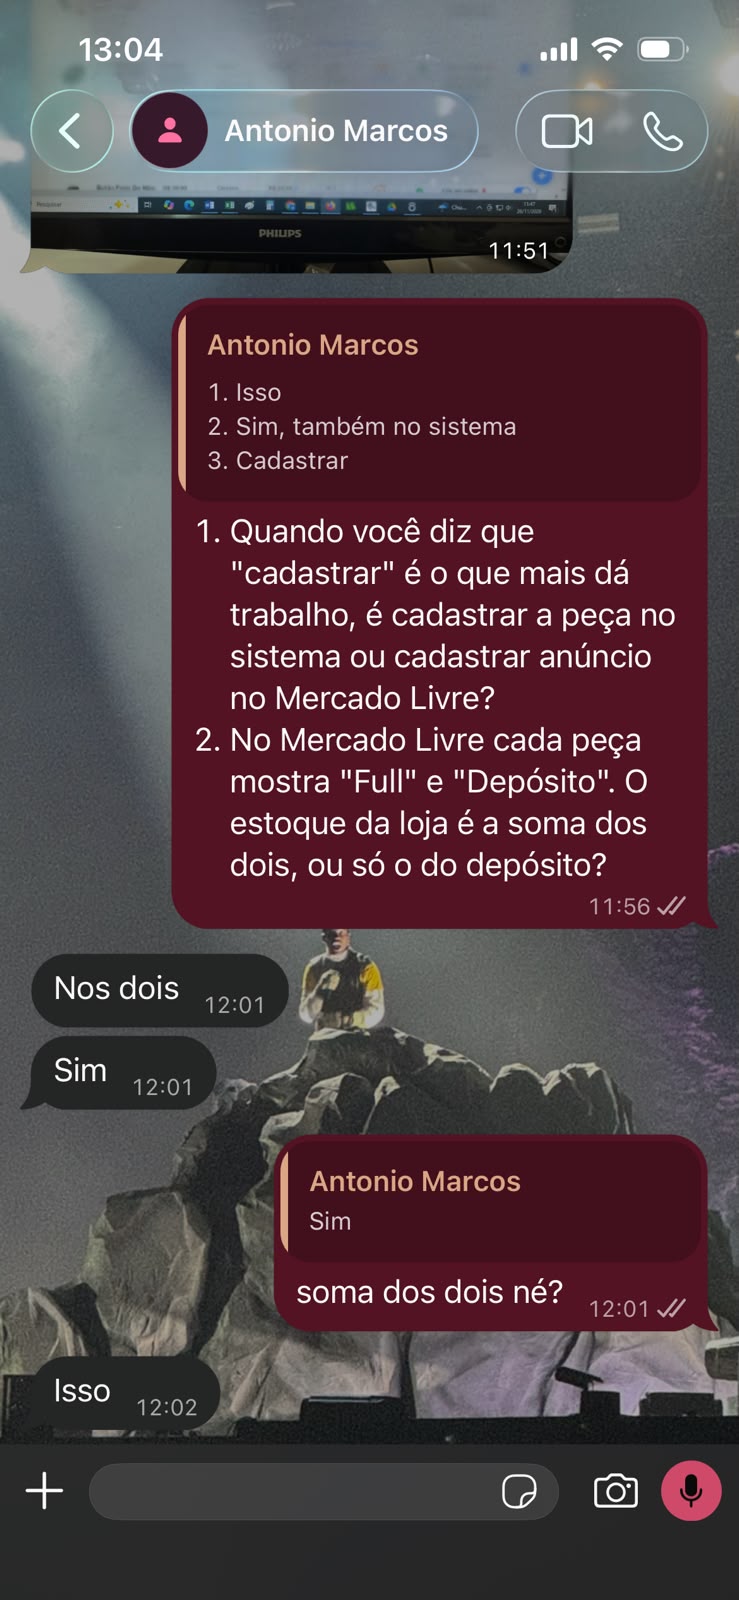 13:04
Antonio Marcos
PHILIPS
11:51
Antonio Marcos
1. Isso
2. Sim, também no sistema
3. Cadastrar
1. Quando você diz que
"cadastrar" é o que mais dá
trabalho, é cadastrar a peça no
sistema ou cadastrar anúncio
no Mercado Livre?
2. No Mercado Livre cada peça
mostra "Full" e "Depósito". O
estoque da loja é a soma dos
dois, ou só o do depósito?
11:56
Nos dois 12:01
Sim 12:01
Antonio Marcos
Sim
soma dos dois né? 12:01
Isso 12:02